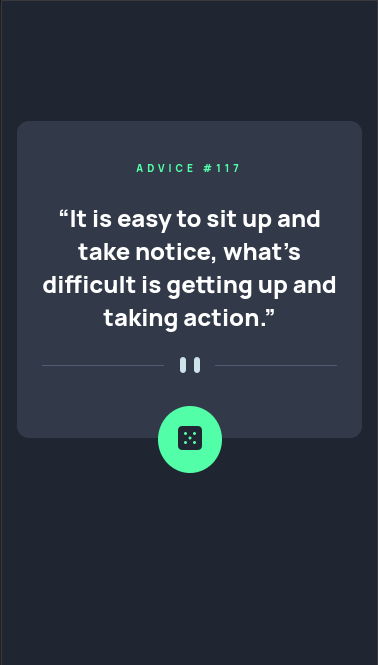 ADVICE #117
“It is easy to sit up and
take notice, what’s
difficult is getting up and
taking action.”